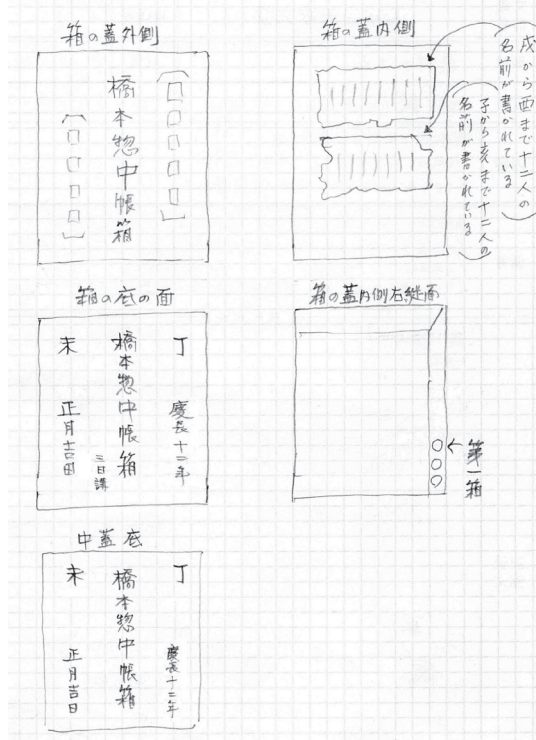 箱の蓋外側
橋本惣中帳箱
〔□□□□□〕
〔□□□□□〕
箱の蓋内側
戌から酉まで十二人の
名前が書かれている
子から亥まで十二人の
名前が書かれている
箱の底の面
丁
慶長十二年
橋本惣中帳箱
三日講
未
正月吉日
箱の蓋内側右縦面
第一箱
○○○
中蓋底
丁
慶長十二年
橋本惣中帳箱
未
正月吉日